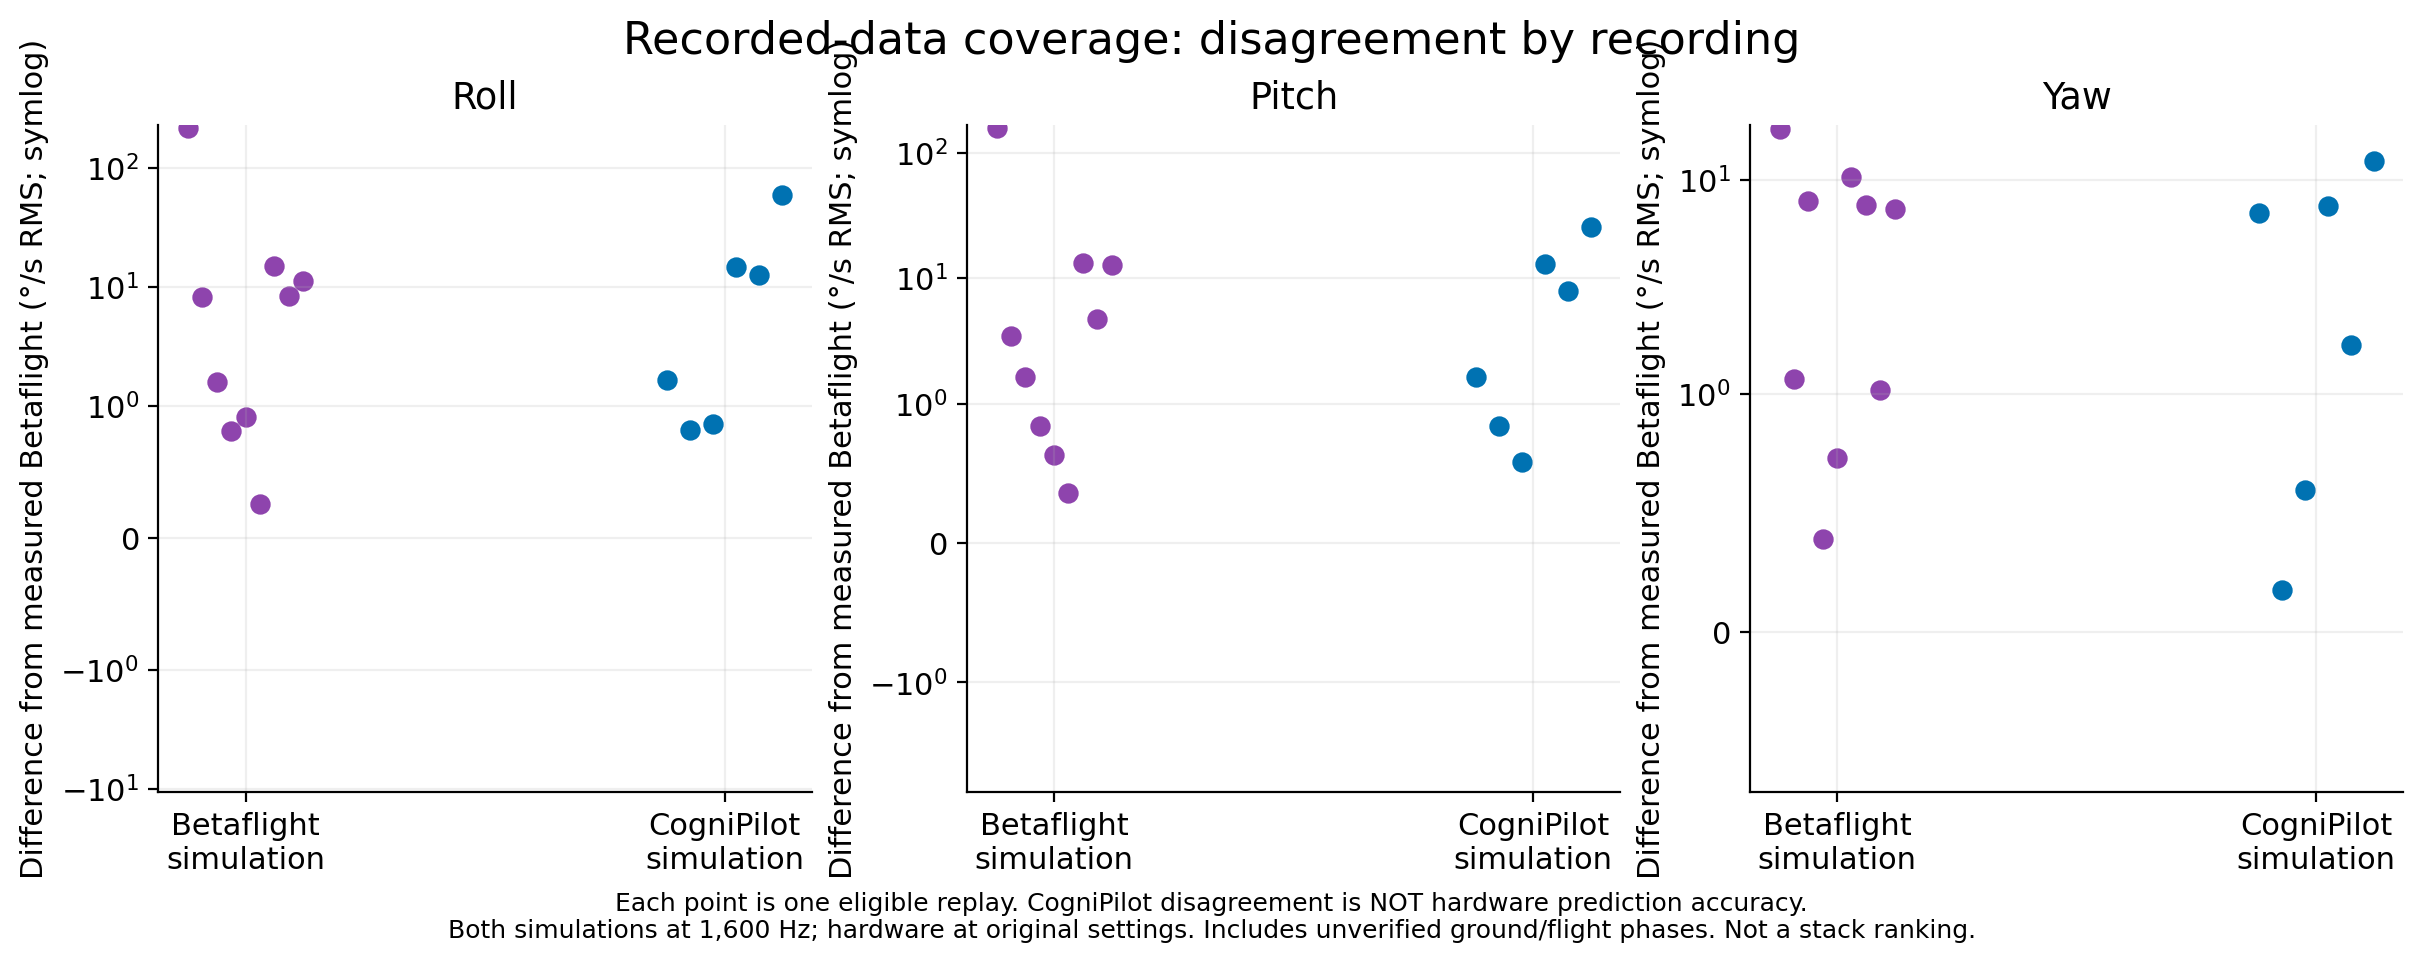 Recorded-data coverage: disagreement by recording
Roll
Difference from measured Betaflight (°/s RMS; symlog)
10²
10¹
10⁰
0
−10⁰
−10¹
Betaflight
simulation
CogniPilot
simulation
Pitch
Difference from measured Betaflight (°/s RMS; symlog)
10²
10¹
10⁰
0
−10⁰
Betaflight
simulation
CogniPilot
simulation
Yaw
Difference from measured Betaflight (°/s RMS; symlog)
10¹
10⁰
0
Betaflight
simulation
CogniPilot
simulation
Each point is one eligible replay. CogniPilot disagreement is NOT hardware prediction accuracy.
Both simulations at 1,600 Hz; hardware at original settings. Includes unverified ground/flight phases. Not a stack ranking.